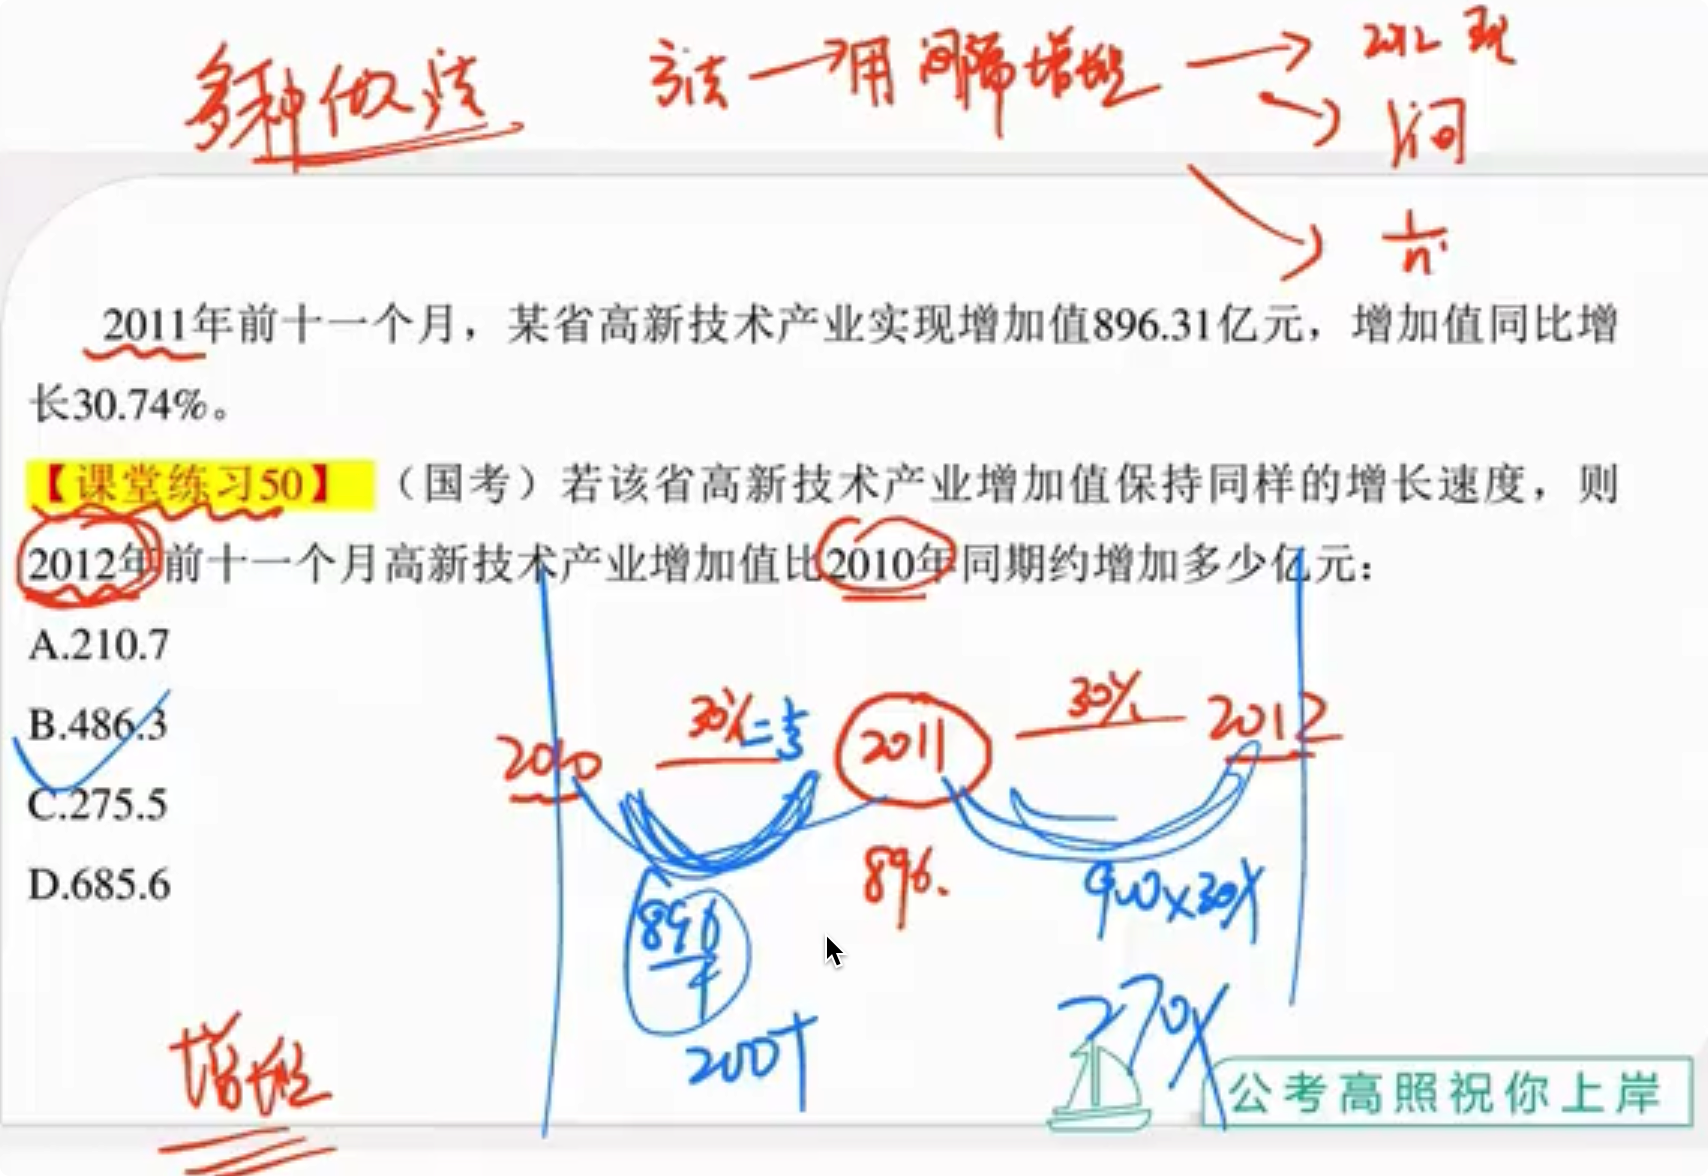 多种做法 方法一→用间隔增长 → 2012 现
→ 间
→ 1/n
2011年前十一个月，某省高新技术产业实现增加值896.31亿元，增加值同比增
长30.74%。
【课堂练习50】（国考）若该省高新技术产业增加值保持同样的增长速度，则
2012年前十一个月高新技术产业增加值比2010年同期约增加多少亿元：
A.210.7
B.486.3
C.275.5
D.685.6
2010 30% 2011 30% 2012
896.
900×30%
896
200+
270
公考高照祝你上岸